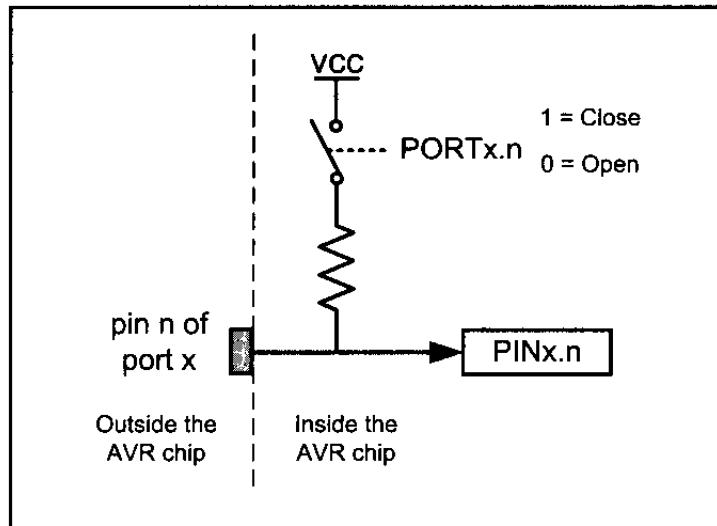 VCC
PORTx.n
1 = Close
0 = Open
pin n of
port x
PINx.n
Outside the
AVR chip
Inside the
AVR chip